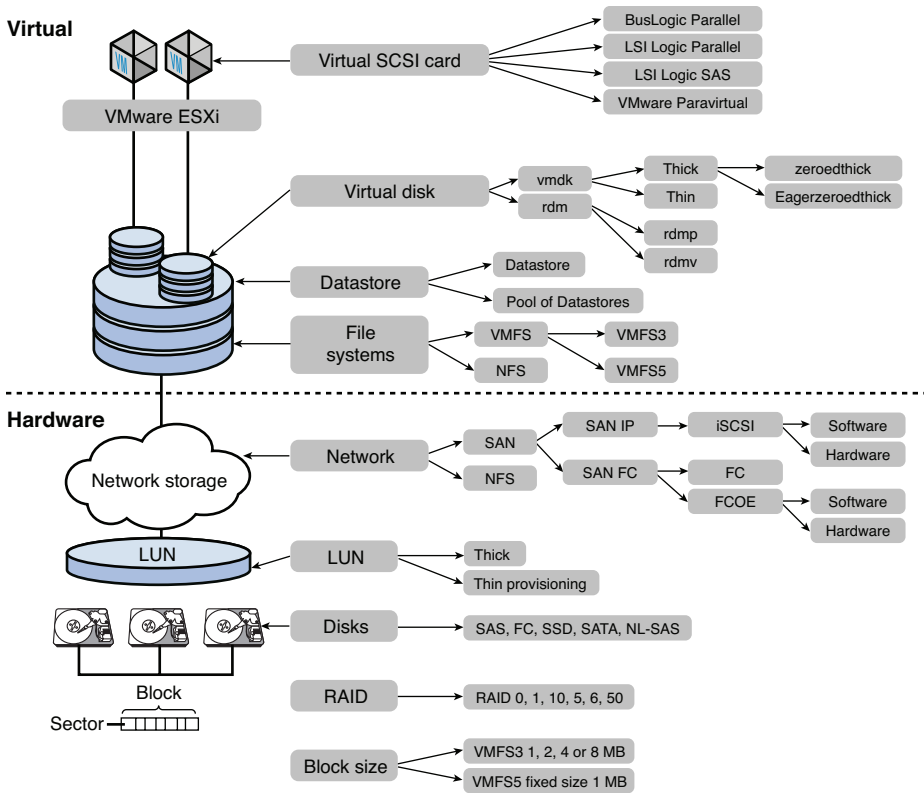 Virtual
VM
VM
VMware ESXi
Virtual SCSI card
BusLogic Parallel
LSI Logic Parallel
LSI Logic SAS
VMware Paravirtual
Virtual disk
vmdk
rdm
Thick
Thin
zeroedthick
Eagerzeroedthick
rdmp
rdmv
Datastore
Datastore
Pool of Datastores
File
systems
VMFS
NFS
VMFS3
VMFS5
Hardware
Network storage
Network
SAN
NFS
SAN IP
SAN FC
iSCSI
Software
Hardware
FC
FCOE
Software
Hardware
LUN
LUN
Thick
Thin provisioning
Disks
SAS, FC, SSD, SATA, NL-SAS
Block
Sector
RAID
RAID 0, 1, 10, 5, 6, 50
Block size
VMFS3 1, 2, 4 or 8 MB
VMFS5 fixed size 1 MB